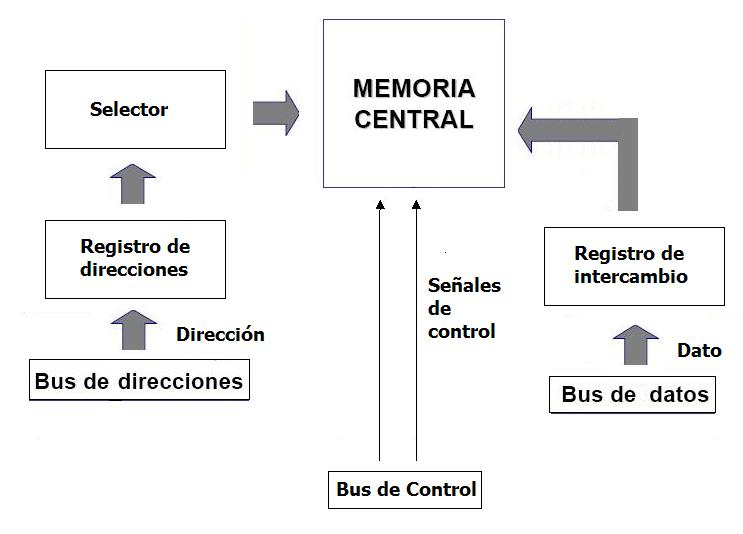 MEMORIA
CENTRAL
Selector
Registro de
direcciones
Dirección
Bus de direcciones
Señales
de
control
Bus de Control
Registro de
intercambio
Dato
Bus de datos